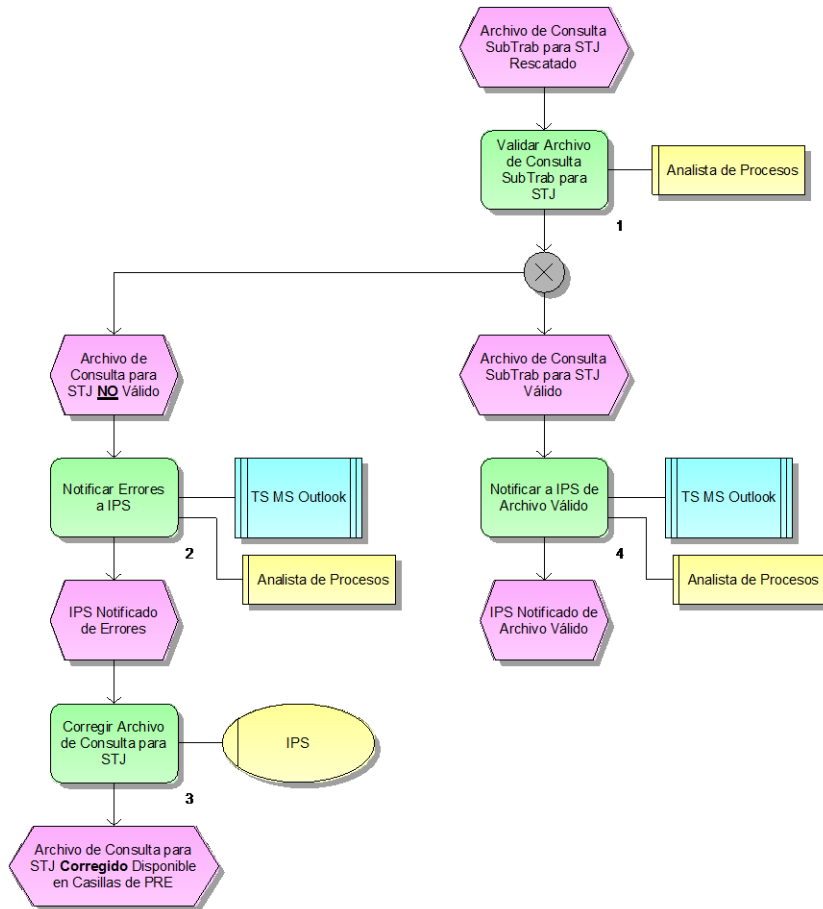 Archivo de Consulta
SubTrab para STJ
Rescatado
Validar Archivo
de Consulta
SubTrab para
STJ
Analista de Procesos
1
Archivo de
Consulta para
STJ NO Válido
Archivo de Consulta
SubTrab para STJ
Válido
Notificar Errores
a IPS
TS MS Outlook
2
Analista de Procesos
Notificar a IPS de
Archivo Válido
TS MS Outlook
4
Analista de Procesos
IPS Notificado
de Errores
IPS Notificado de
Archivo Válido
Corregir Archivo
de Consulta para
STJ
IPS
3
Archivo de Consulta para
STJ Corregido Disponible
en Casillas de PRE